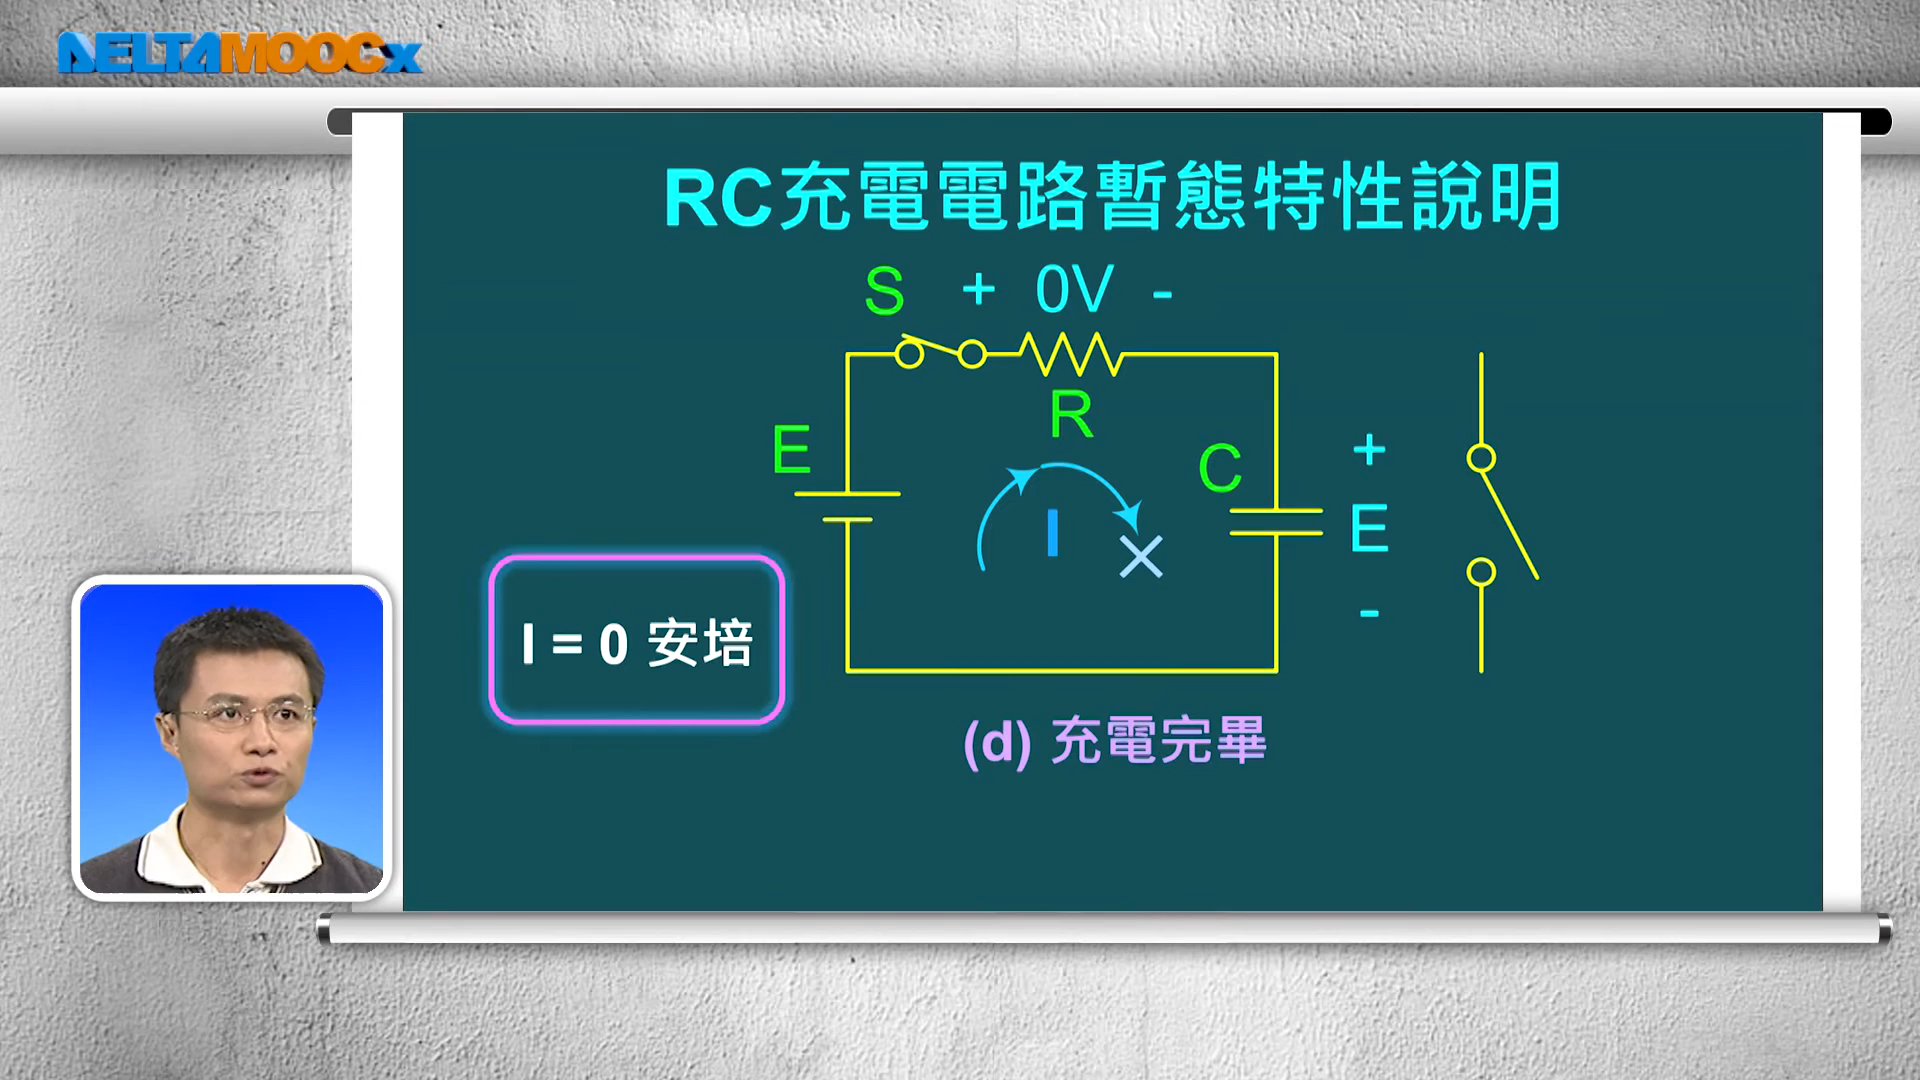 DELTAMOOCx
RC充電電路暫態特性說明
S + 0V -
R
E
C
+
E
-
I
I = 0 安培
(d) 充電完畢